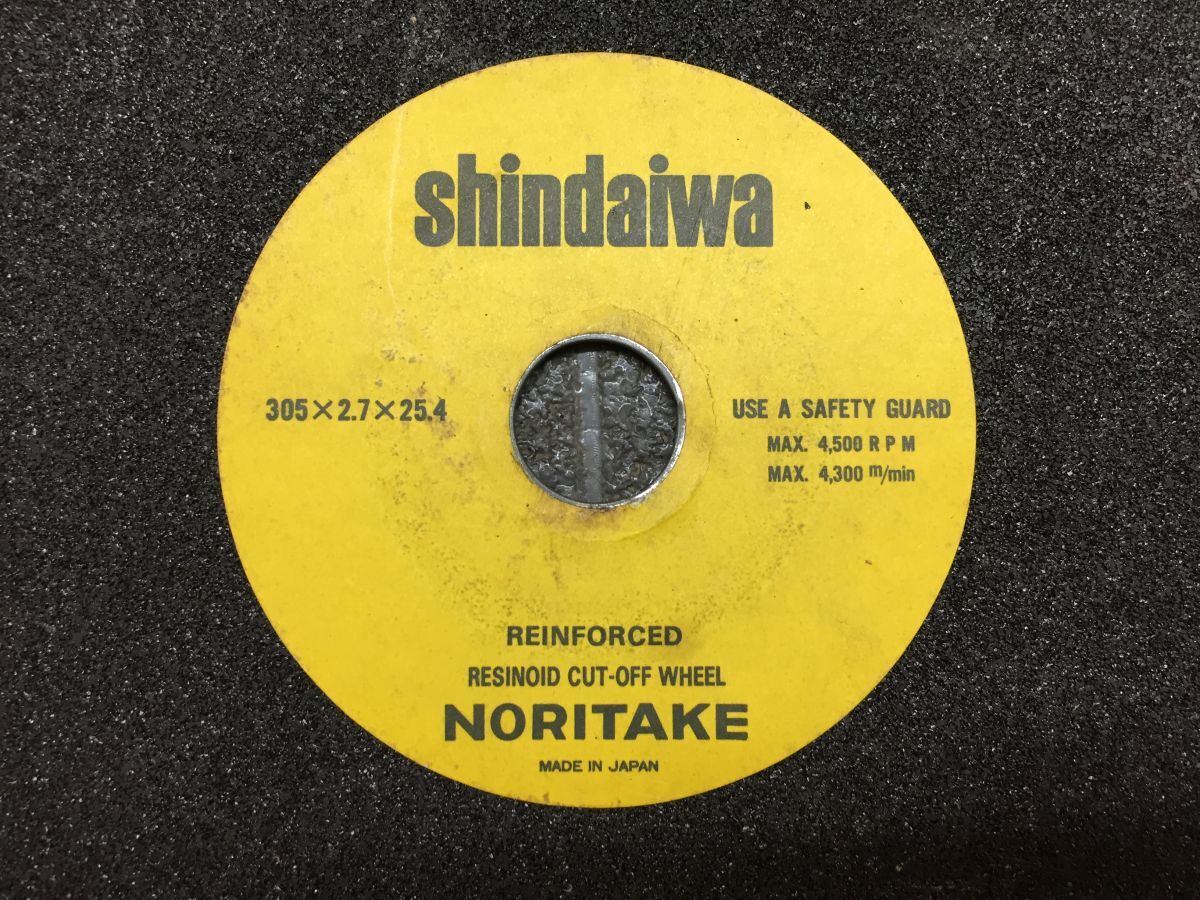 shindaiwa
305×2.7×25.4
USE A SAFETY GUARD
MAX. 4,500 R P M
MAX. 4,300 m/min
REINFORCED
RESINOID CUT-OFF WHEEL
NORITAKE
MADE IN JAPAN